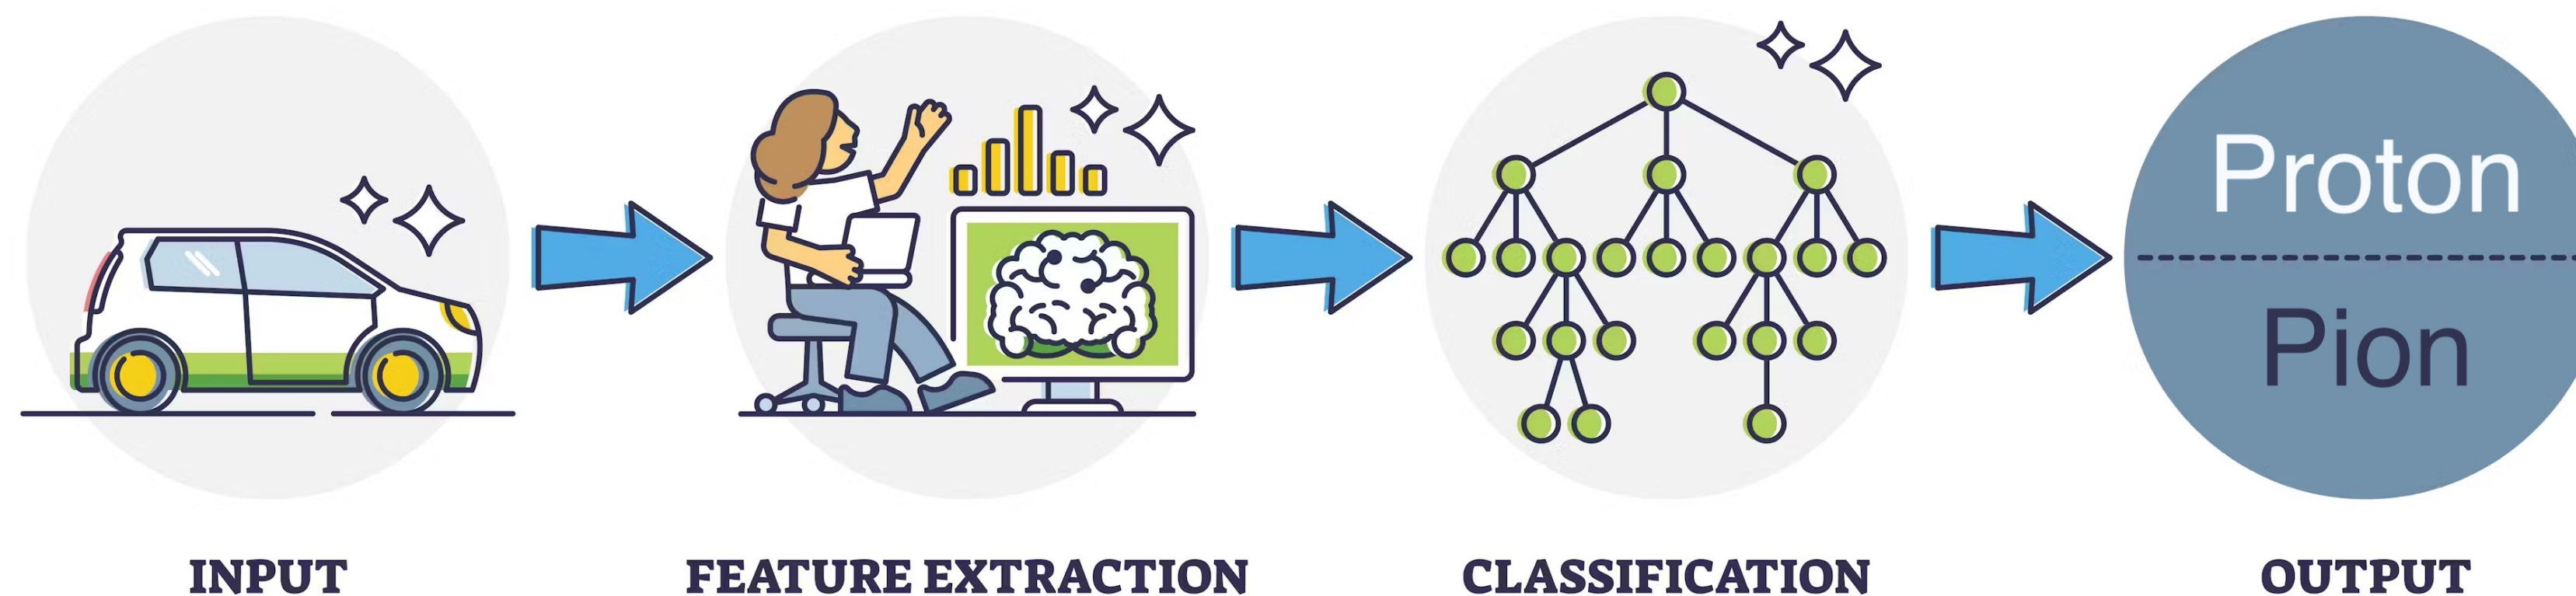 Proton
Pion
INPUT
FEATURE EXTRACTION
CLASSIFICATION
OUTPUT